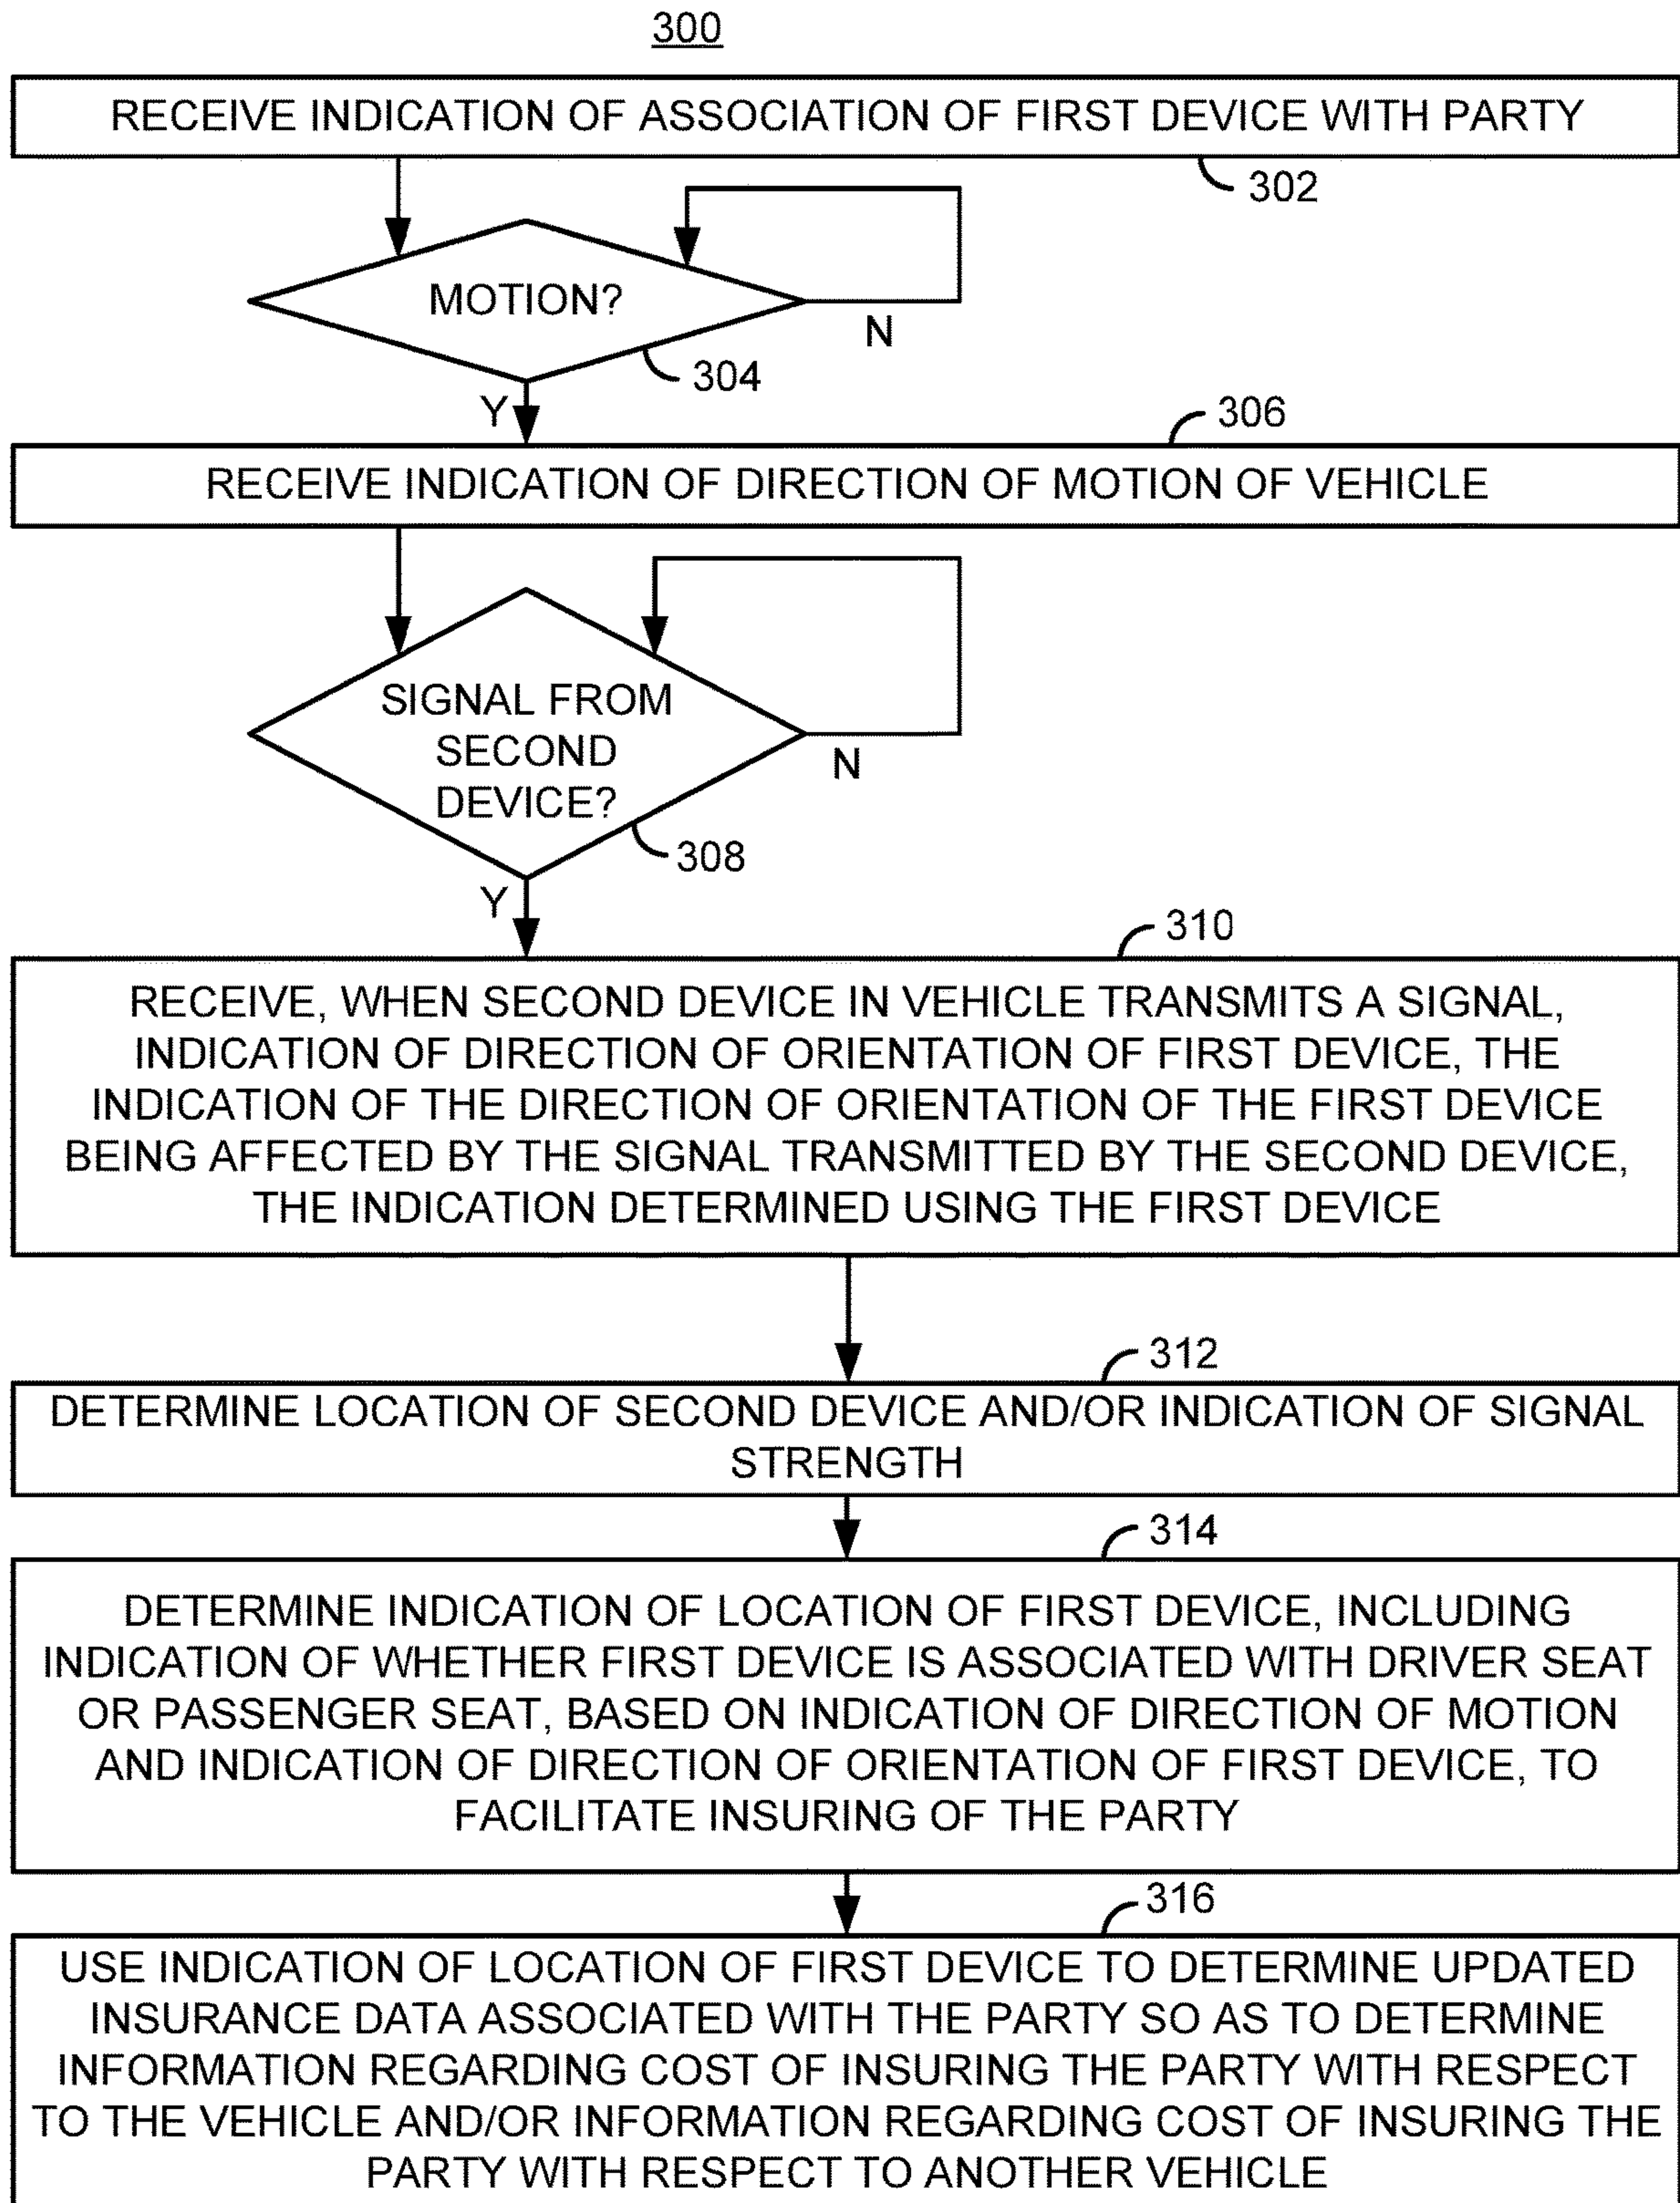 300
RECEIVE INDICATION OF ASSOCIATION OF FIRST DEVICE WITH PARTY
302
MOTION?
N
304
Y
306
RECEIVE INDICATION OF DIRECTION OF MOTION OF VEHICLE
SIGNAL FROM
SECOND
DEVICE?
N
308
Y
310
RECEIVE, WHEN SECOND DEVICE IN VEHICLE TRANSMITS A SIGNAL,
INDICATION OF DIRECTION OF ORIENTATION OF FIRST DEVICE, THE
INDICATION OF THE DIRECTION OF ORIENTATION OF THE FIRST DEVICE
BEING AFFECTED BY THE SIGNAL TRANSMITTED BY THE SECOND DEVICE,
THE INDICATION DETERMINED USING THE FIRST DEVICE
312
DETERMINE LOCATION OF SECOND DEVICE AND/OR INDICATION OF SIGNAL
STRENGTH
314
DETERMINE INDICATION OF LOCATION OF FIRST DEVICE, INCLUDING
INDICATION OF WHETHER FIRST DEVICE IS ASSOCIATED WITH DRIVER SEAT
OR PASSENGER SEAT, BASED ON INDICATION OF DIRECTION OF MOTION
AND INDICATION OF DIRECTION OF ORIENTATION OF FIRST DEVICE, TO
FACILITATE INSURING OF THE PARTY
316
USE INDICATION OF LOCATION OF FIRST DEVICE TO DETERMINE UPDATED
INSURANCE DATA ASSOCIATED WITH THE PARTY SO AS TO DETERMINE
INFORMATION REGARDING COST OF INSURING THE PARTY WITH RESPECT
TO THE VEHICLE AND/OR INFORMATION REGARDING COST OF INSURING THE
PARTY WITH RESPECT TO ANOTHER VEHICLE